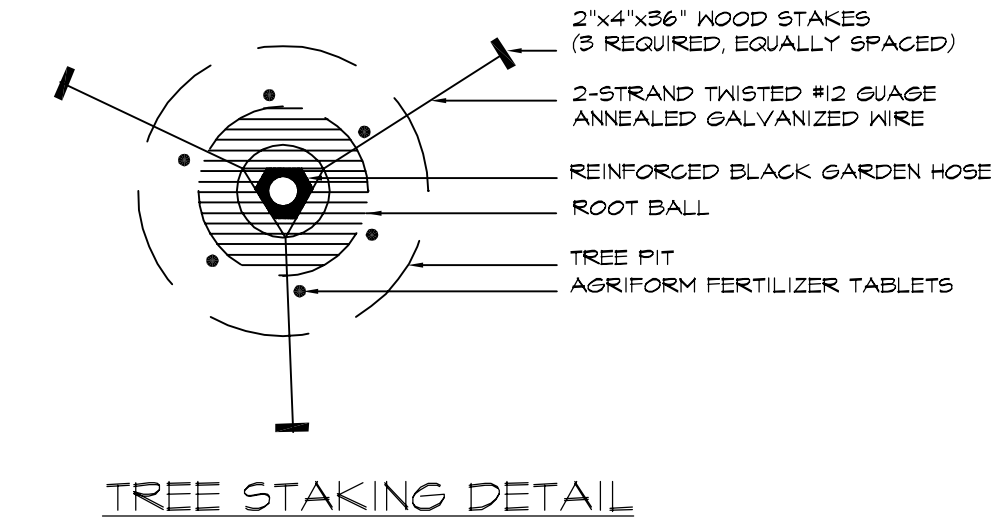 2"x4"x36" WOOD STAKES
(3 REQUIRED, EQUALLY SPACED)
2-STRAND TWISTED #12 GUAGE
ANNEALED GALVANIZED WIRE
REINFORCED BLACK GARDEN HOSE
ROOT BALL
TREE PIT
AGRIFORM FERTILIZER TABLETS
TREE STAKING DETAIL